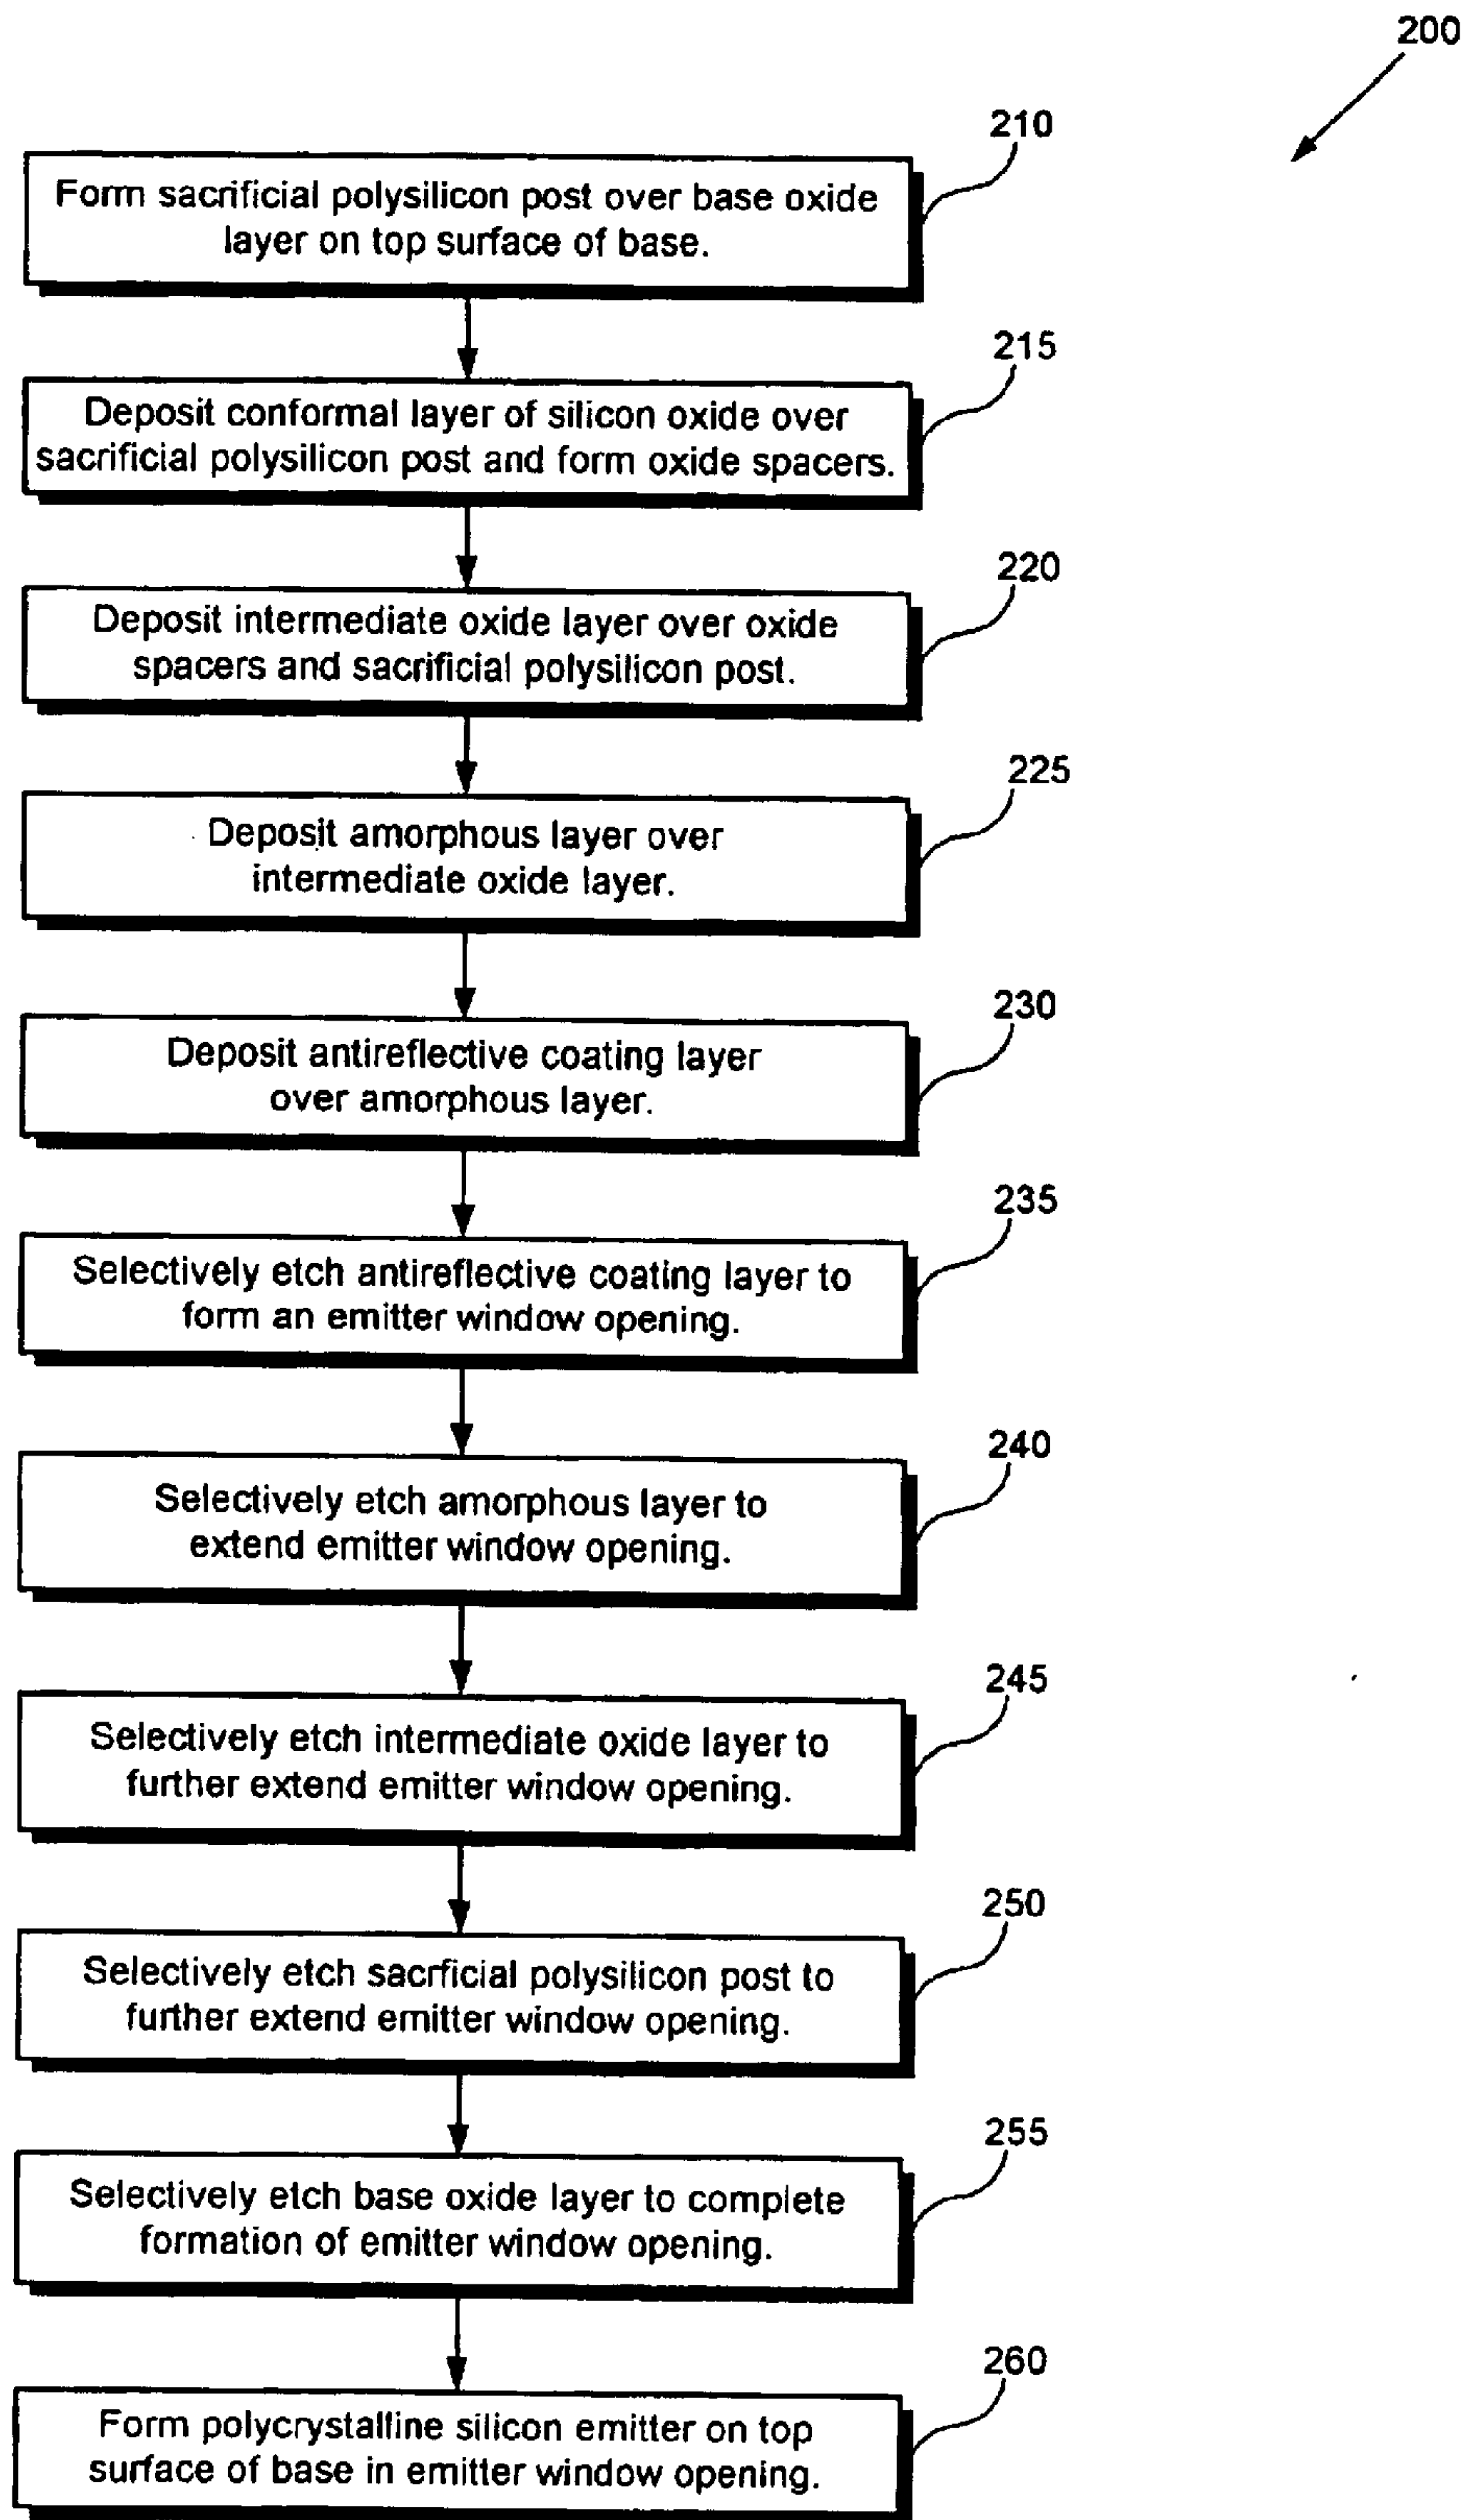 200
210
Form sacrificial polysilicon post over base oxide
layer on top surface of base.
215
Deposit conformal layer of silicon oxide over
sacrificial polysilicon post and form oxide spacers.
220
Deposit intermediate oxide layer over oxide
spacers and sacrificial polysilicon post.
225
Deposit amorphous layer over
intermediate oxide layer.
230
Deposit antireflective coating layer
over amorphous layer.
235
Selectively etch antireflective coating layer to
form an emitter window opening.
240
Selectively etch amorphous layer to
extend emitter window opening.
245
Selectively etch intermediate oxide layer to
further extend emitter window opening.
250
Selectively etch sacrficial polysilicon post to
further extend emitter window opening.
255
Selectively etch base oxide layer to complete
formation of emitter window opening.
260
Form polycrystalline silicon emitter on top
surface of base in emitter window opening.